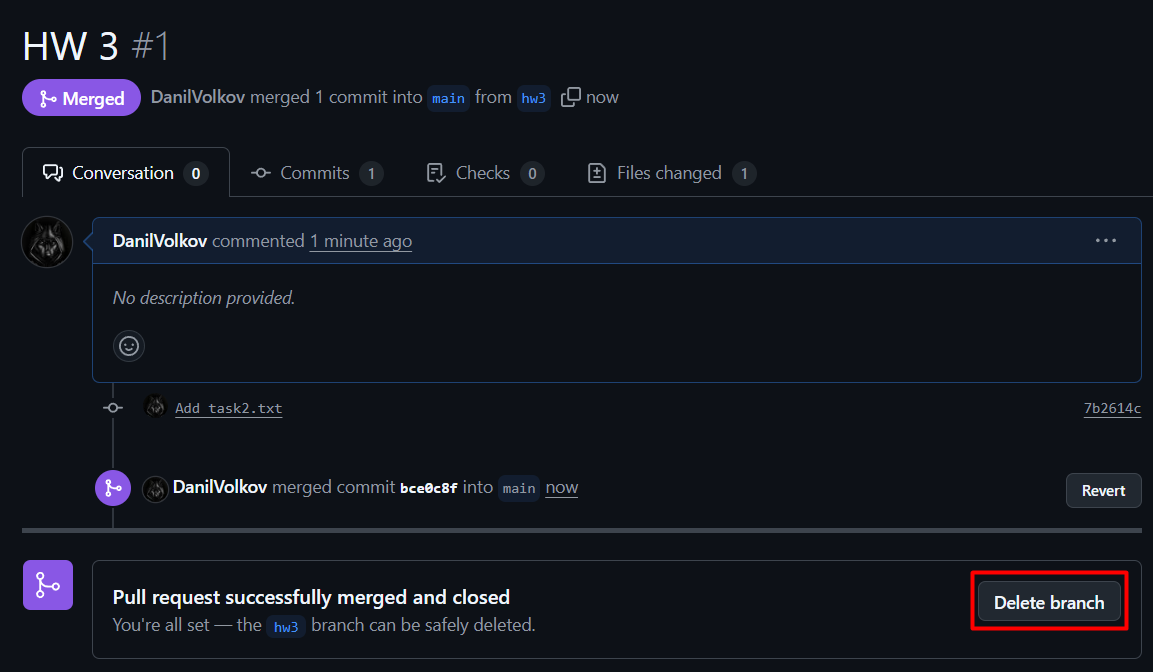 HW 3 #1
Merged DanilVolkov merged 1 commit into main from hw3 now
Conversation 0 Commits 1 Checks 0 Files changed 1
DanilVolkov commented 1 minute ago
No description provided.
Add task2.txt 7b2614c
DanilVolkov merged commit bce0c8f into main now
Revert
Pull request successfully merged and closed
You're all set — the hw3 branch can be safely deleted.
Delete branch